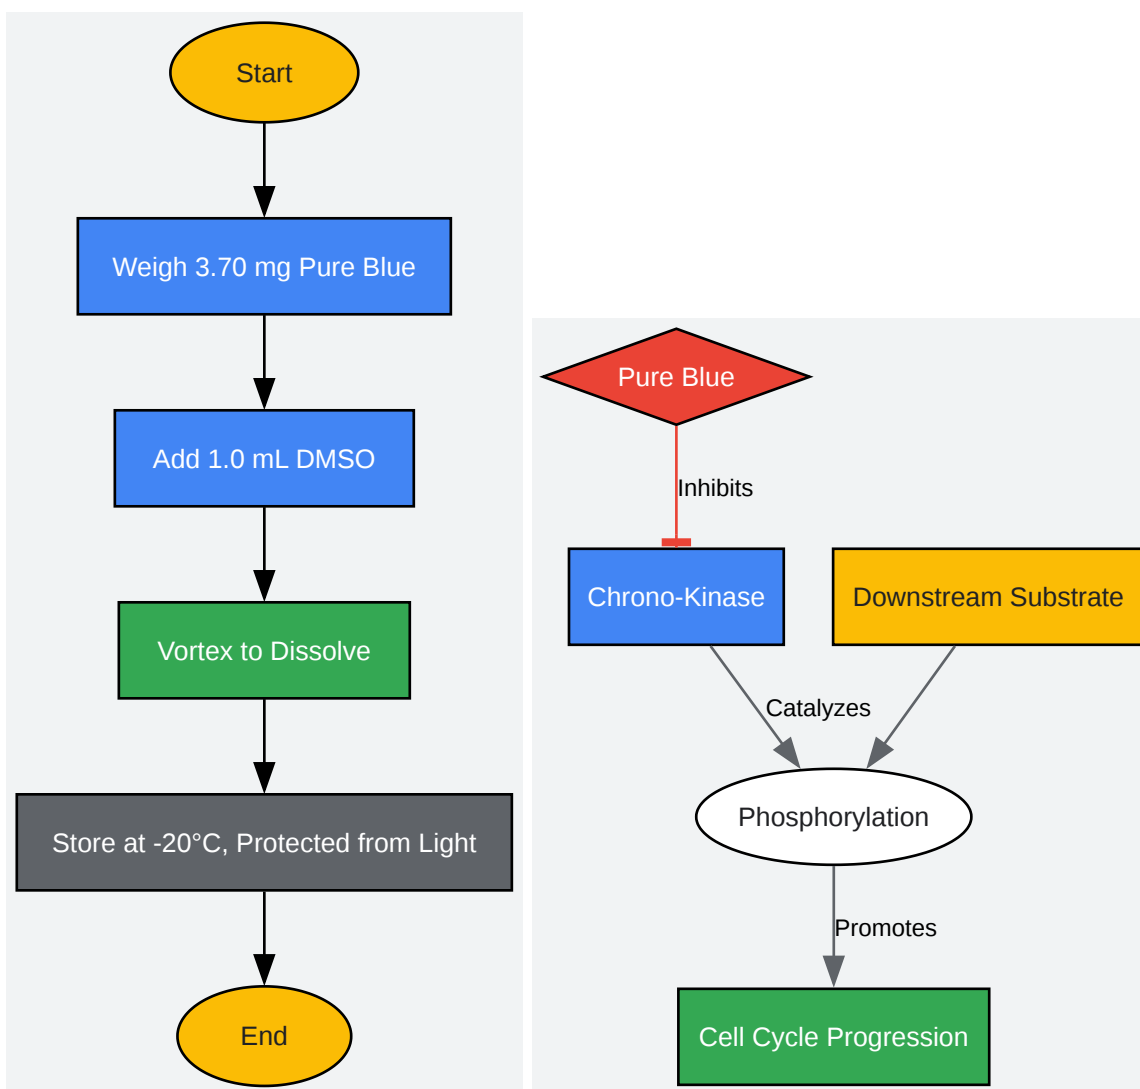 Start
Weigh 3.70 mg Pure Blue
Add 1.0 mL DMSO
Vortex to Dissolve
Store at -20°C, Protected from Light
End
Pure Blue
Inhibits
Chrono-Kinase
Downstream Substrate
Catalyzes
Phosphorylation
Promotes
Cell Cycle Progression